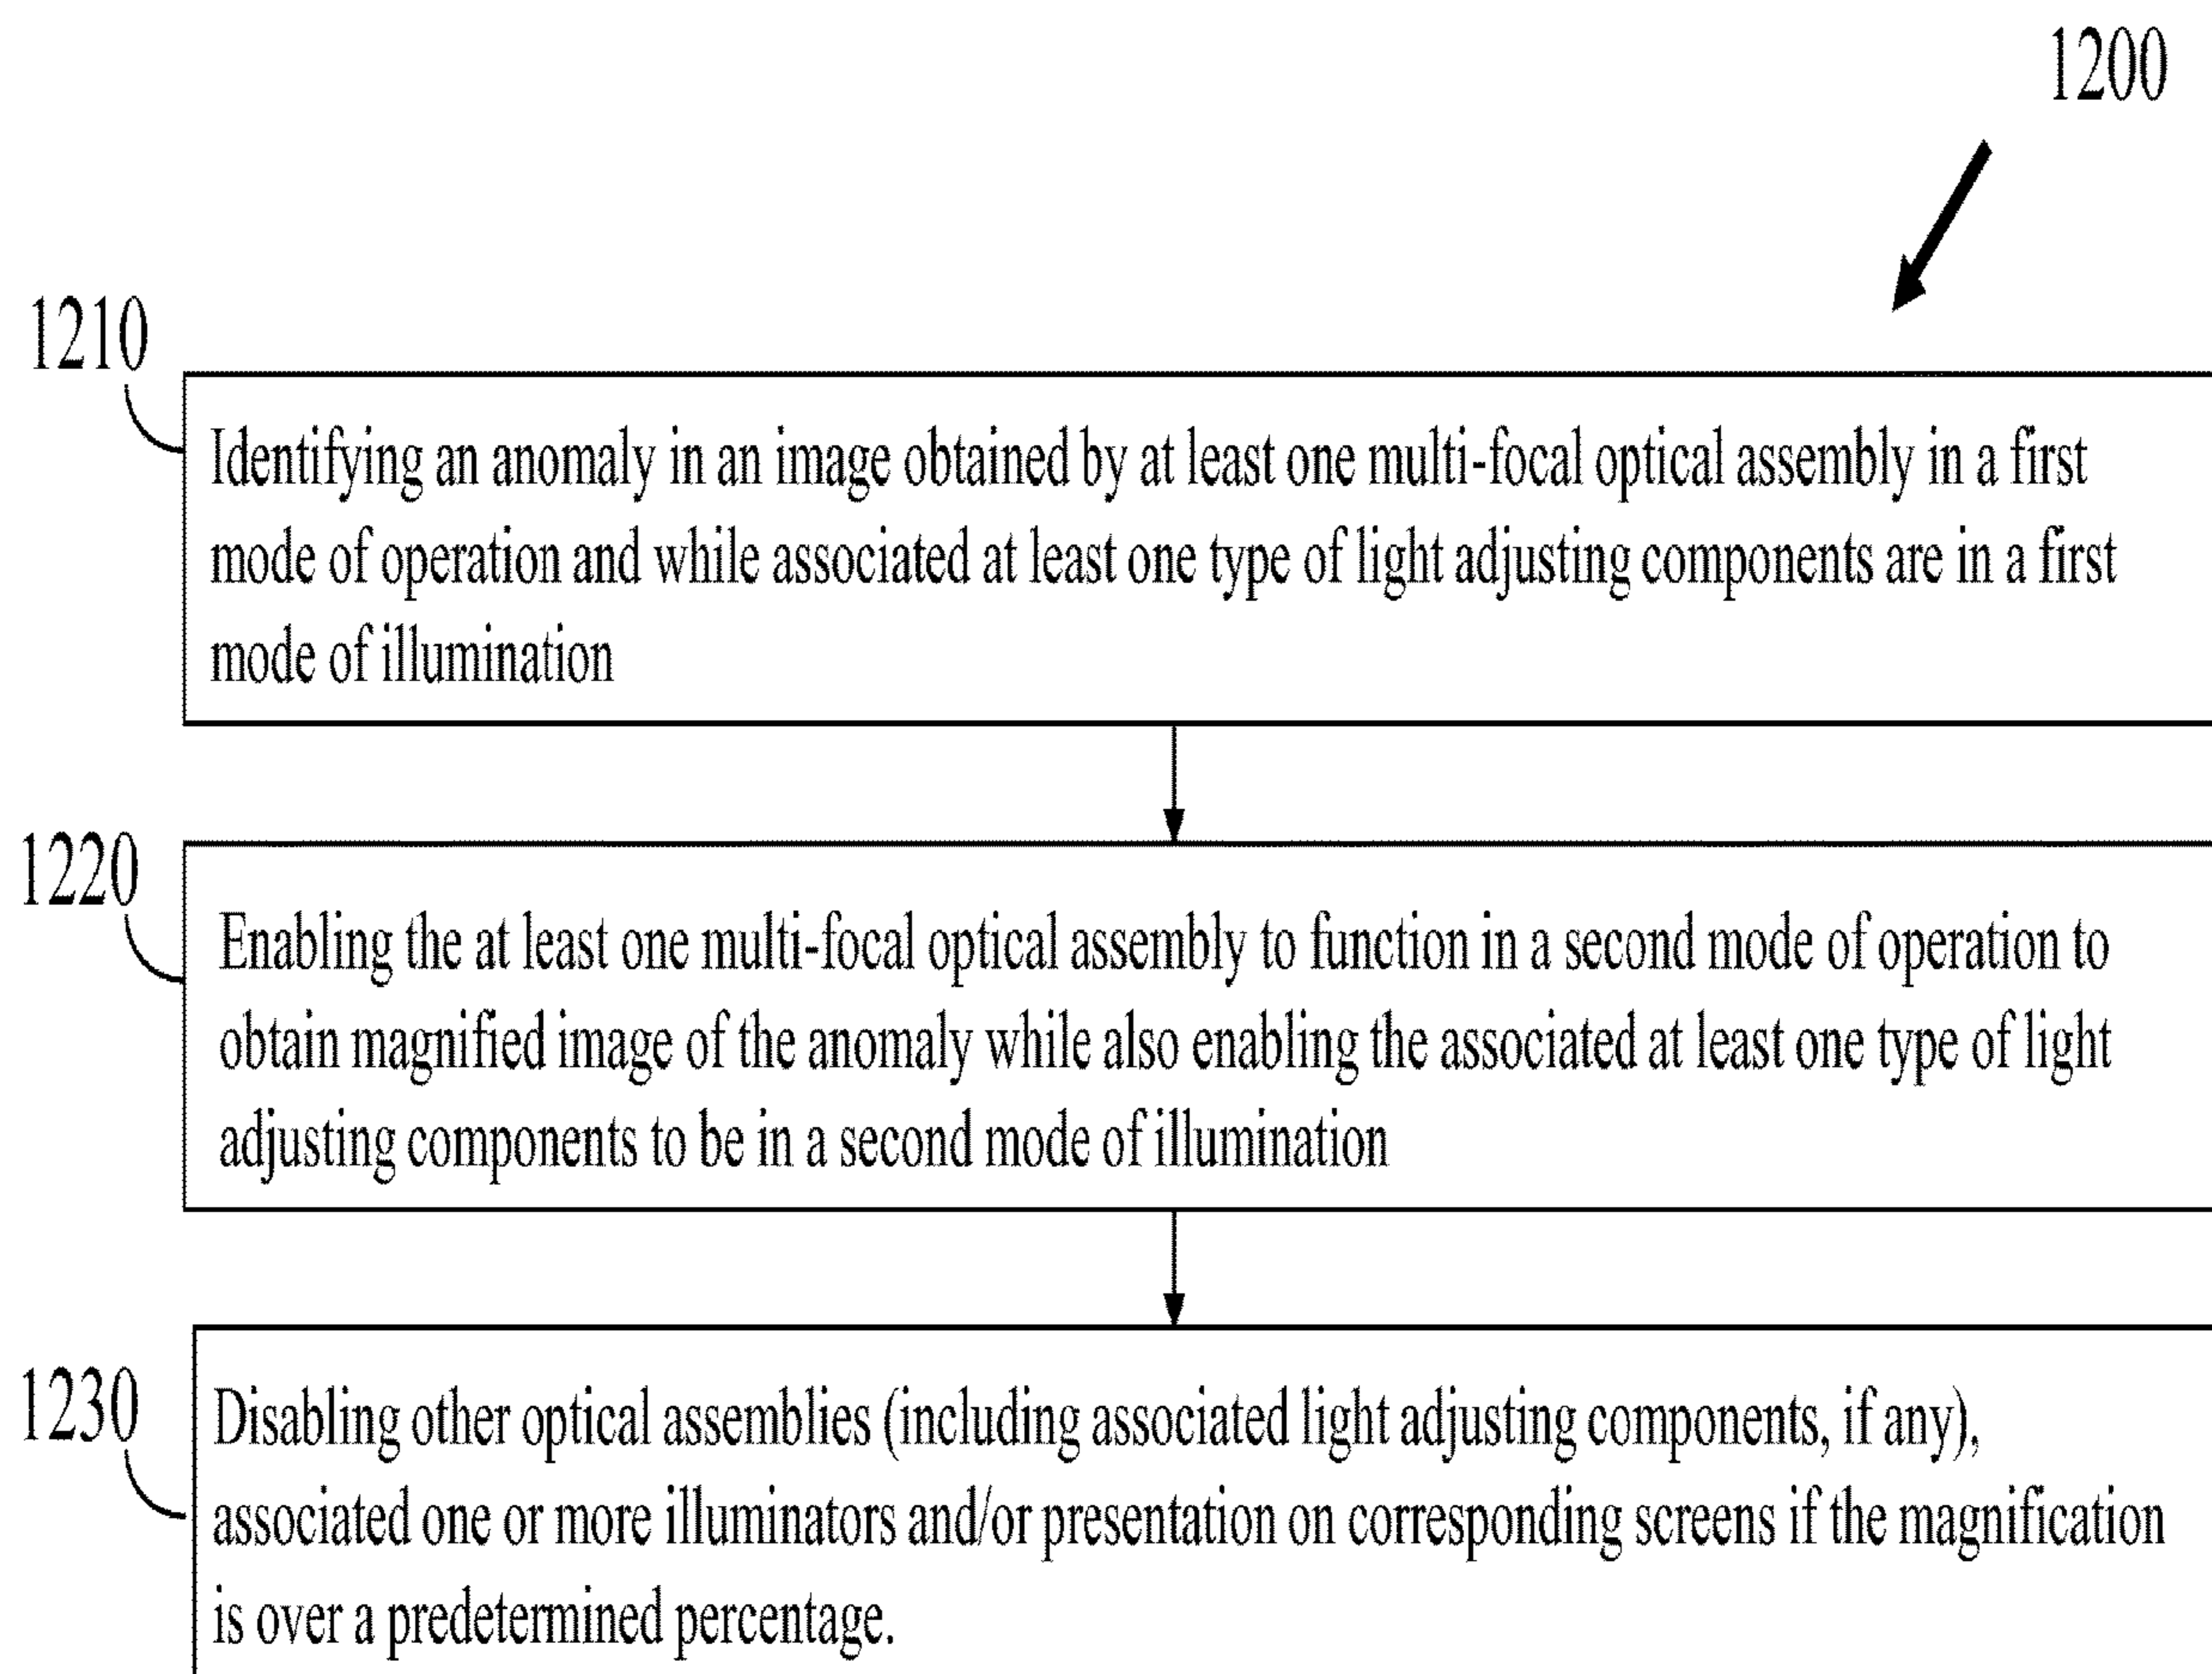 1200
1210
Identifying an anomaly in an image obtained by at least one multi-focal optical assembly in a first
mode of operation and while associated at least one type of light adjusting components are in a first
mode of illumination
1220
Enabling the at least one multi-focal optical assembly to function in a second mode of operation to
obtain magnified image of the anomaly while also enabling the associated at least one type of light
adjusting components to be in a second mode of illumination
1230
Disabling other optical assemblies (including associated light adjusting components, if any),
associated one or more illuminators and/or presentation on corresponding screens if the magnification
is over a predetermined percentage.